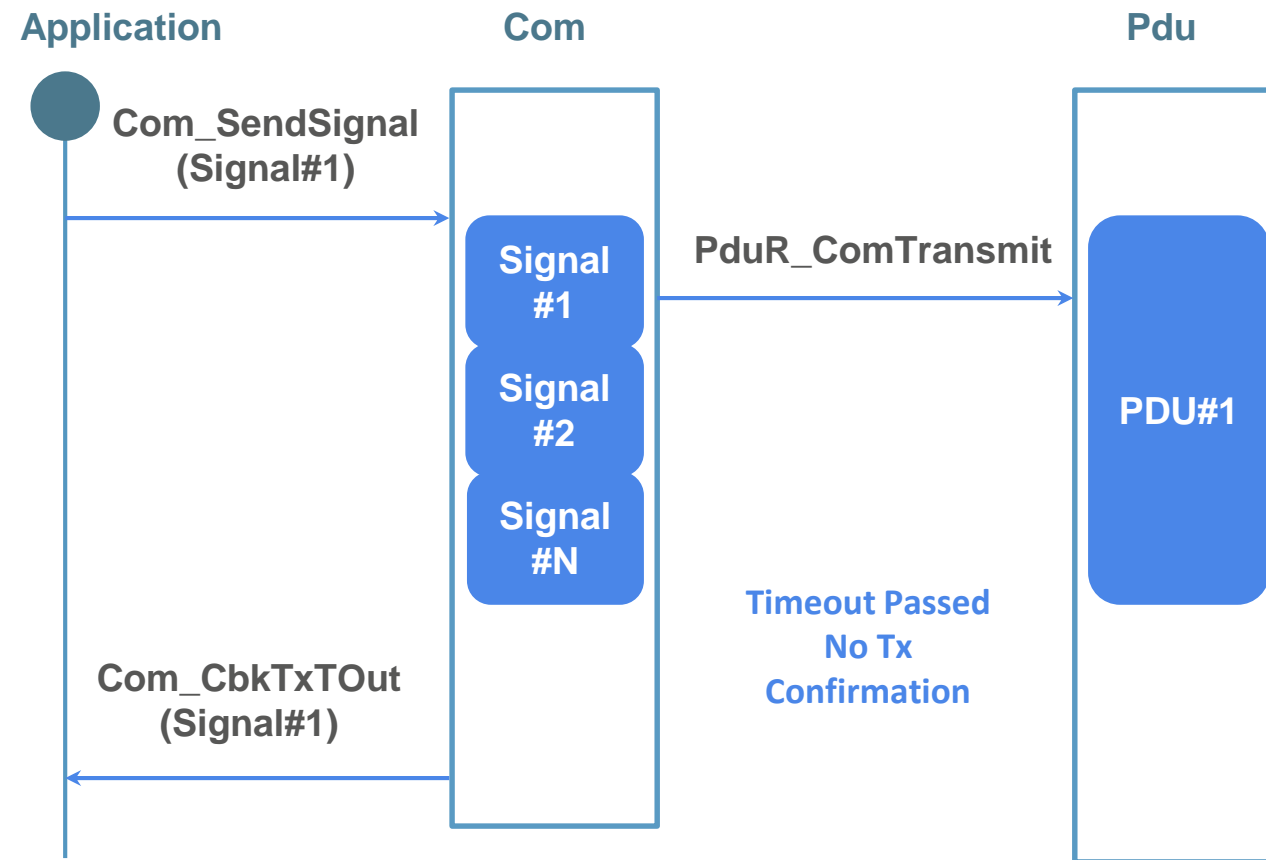 Application
Com
Pdu
Com_SendSignal
(Signal#1)
Signal
#1
PduR_ComTransmit
Signal
#2
PDU#1
Signal
#N
Timeout Passed
No Tx
Confirmation
Com_CbkTxTOut
(Signal#1)